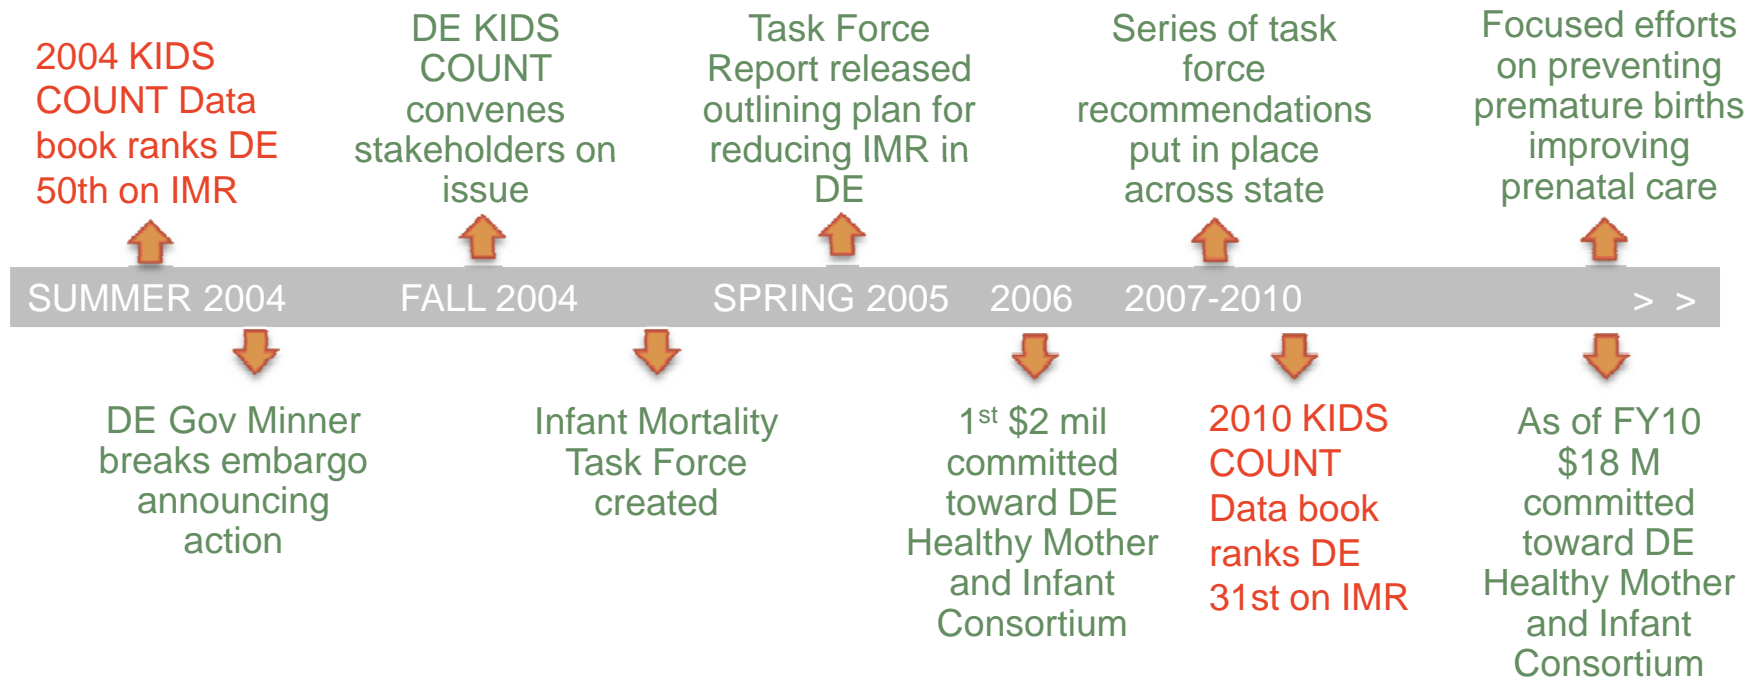 2004 KIDS
COUNT Data
book ranks DE
50th on IMR
DE KIDS
COUNT
convenes
stakeholders on
issue
Task Force
Report released
outlining plan for
reducing IMR in
DE
Series of task
force
recommendations
put in place
across state
Focused efforts
on preventing
premature births
improving
prenatal care
SUMMER 2004 FALL 2004 SPRING 2005 2006 2007-2010 > >
DE Gov Minner
breaks embargo
announcing
action
Infant Mortality
Task Force
created
1st $2 mil
committed
toward DE
Healthy Mother
and Infant
Consortium
2010 KIDS
COUNT
Data book
ranks DE
31st on IMR
As of FY10
$18 M
committed
toward DE
Healthy Mother
and Infant
Consortium